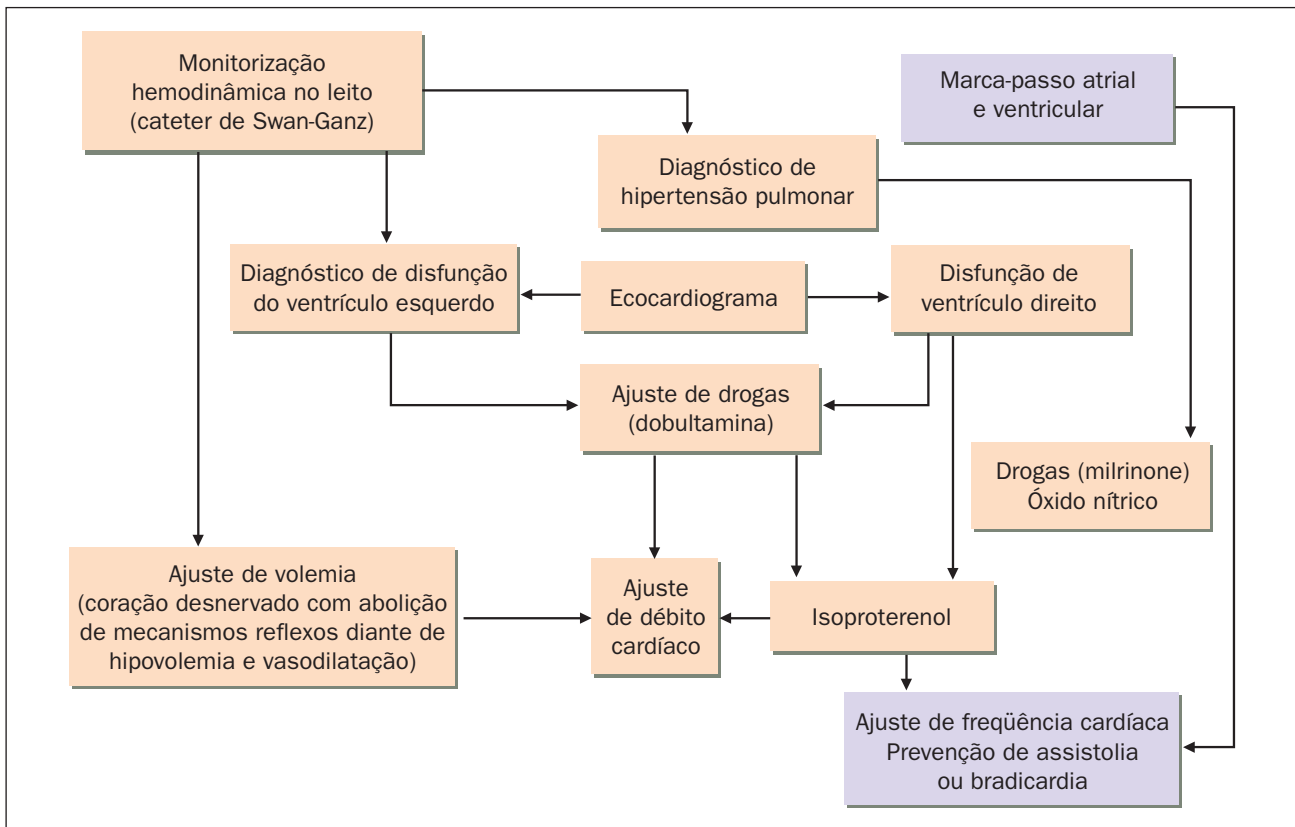 Monitorização
hemodinâmica no leito
(cateter de Swan-Ganz)
Marca-passo atrial
e ventricular
Diagnóstico de
hipertensão pulmonar
Diagnóstico de disfunção
do ventrículo esquerdo
Ecocardiograma
Disfunção de
ventrículo direito
Ajuste de drogas
(dobultamina)
Drogas (milrinone)
Óxido nítrico
Ajuste de volemia
(coração desnervado com abolição
de mecanismos reflexos diante de
hipovolemia e vasodilatação)
Ajuste
de débito
cardíaco
Isoproterenol
Ajuste de freqüência cardíaca
Prevenção de assistolia
ou bradicardia